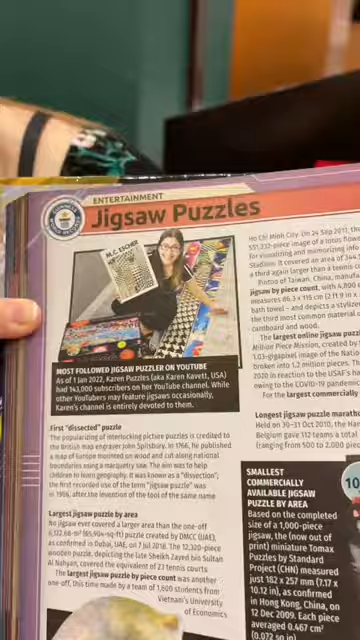 ENTERTAINMENT
Jigsaw Puzzles
M.C. ESCHER
MOST FOLLOWED JIGSAW PUZZLER ON YOUTUBE
As of 1 Jan 2022, Karen Puzzles (aka Karen Kavett, USA)
had 143,000 subscribers on her YouTube channel. While
other YouTubers may feature jigsaws occasionally,
Karen's channel is entirely devoted to them.
First "dissected" puzzle
The popularizing of interlocking picture puzzles is credited to
the British map engraver John Spilsbury. In 1766, he published
a map of Europe mounted on wood and cut along national
boundaries using a marquetry saw. The aim was to help
children to learn geography. It was known as a "dissection";
the first recorded use of the term "jigsaw puzzle" was
in 1906, after the invention of the tool of the same name
Largest jigsaw puzzle by area
No jigsaw ever covered a larger area than the one-off
6,122.68-m² (65,904-sq-ft) puzzle created by DMCC (UAE),
as confirmed in Dubai, UAE, on 7 Jul 2018. The 12,320-piece
wooden puzzle, depicting the late Sheikh Zayed bin Sultan
Al Nahyan, covered the equivalent of 23 tennis courts
The largest jigsaw puzzle by piece count was another
one-off, this time made by a team of 1,600 students from
Vietnam's University
of Economics
Ho Chi Minh City. On 24 Sep 2011, th
551,232-piece image of a lotus flow
for visualizing and memorizing info
Stadium. It covered an area of 344.
a third again larger than a tennis c
Pintoo of Taiwan, China, manufa
jigsaw puzzle by piece count, with 4,800 p
measures 86.3 x 115 cm (2 ft 9 in x
bath towel – and depicts a stylized
the third most common material o
cardboard and wood.
The largest online jigsaw puzz
Million Piece Mission, created by t
1.03-gigapixel image of the Natio
broken into 1.2 million pieces. Th
2020 in reaction to the USAF's ha
owing to the COVID-19 pandemic
For the largest commercially
Longest jigsaw puzzle marath
Held on 30–31 Oct 2010, the Ha
Belgium gave 112 teams a total
(ranging from 500 to 2,000 piec
SMALLEST
COMMERCIALLY
AVAILABLE JIGSAW
PUZZLE BY AREA
Based on the completed
size of a 1,000-piece
jigsaw, the (now out of
print) miniature Tomax
Puzzles by Standard
Project (CHN) measured
just 182 x 257 mm (7.17 x
10.12 in), as confirmed
in Hong Kong, China, on
12 Dec 2009. Each piece
averaged 0.467 cm²
(0.072 sq in)
10